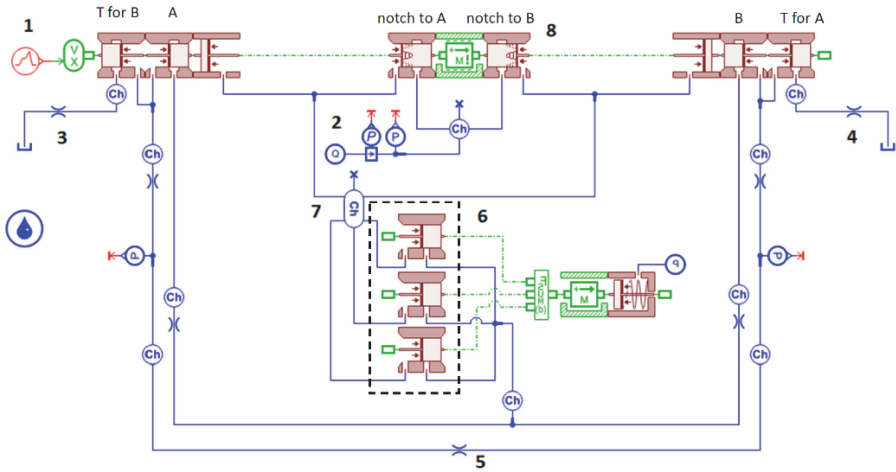 T for B
A
notch to A
notch to B
B
T for A
1
V
X
8
M!
Ch
2
P
P
Ch
Ch
3
Q
4
Ch
Ch
Ch
Ch
7
Ch
6
P
P
P
Ch
M
(b)
Ch
Ch
Ch
Ch
Ch
5